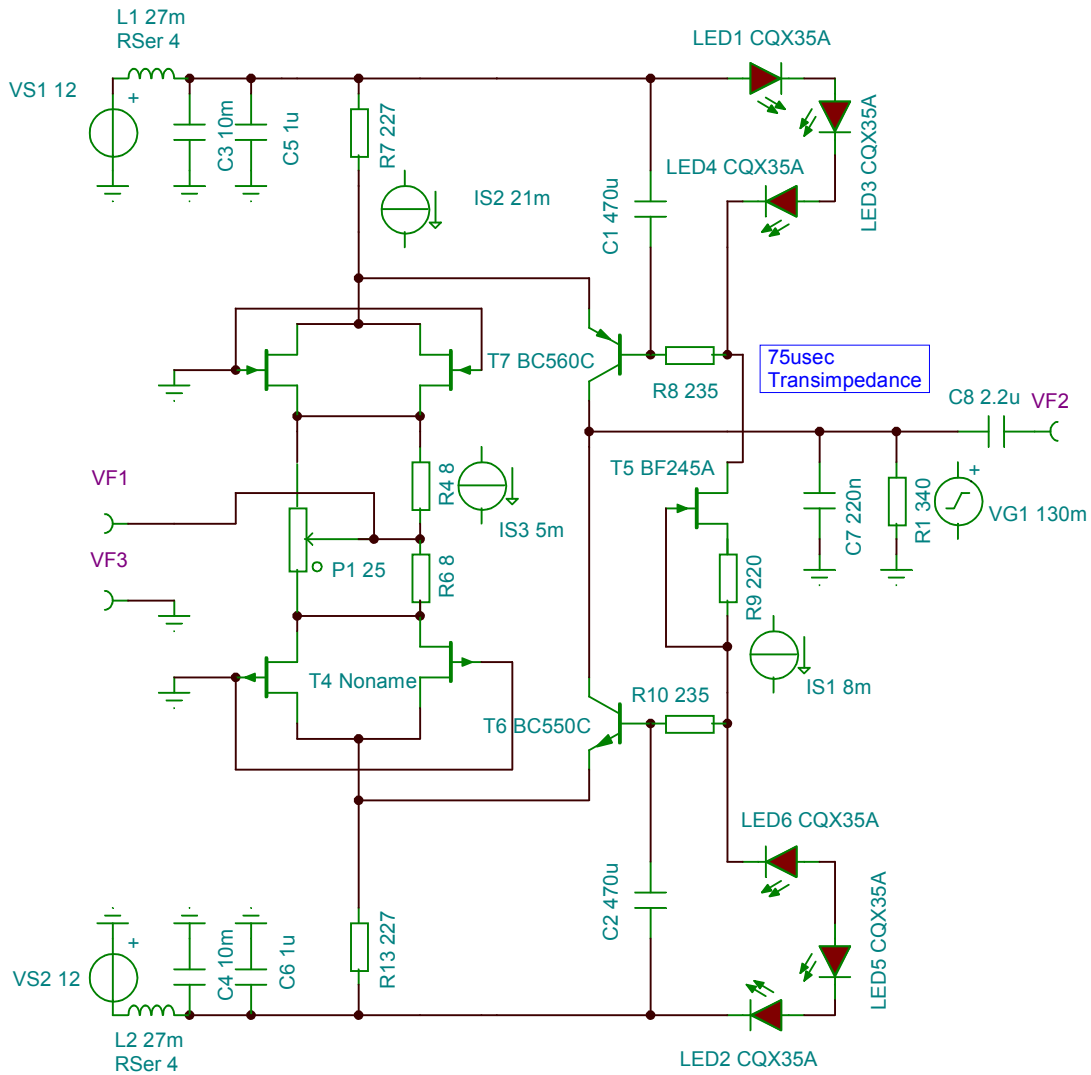 L1 27m
RSer 4
VS1 12
+
C3 10m
C5 1u
R7 227
IS2 21m
C1 470u
LED1 CQX35A
LED3 CQX35A
LED4 CQX35A
T7 BC560C
R8 235
75usec
Transimpedance
C8 2.2u
VF2
VF1
R4 8
IS3 5m
T5 BF245A
C7 220n
R1 340
+
VG1 130m
VF3
P1 25
R6 8
R9 220
T4 Noname
IS1 8m
R10 235
T6 BC550C
LED6 CQX35A
C2 470u
LED5 CQX35A
VS2 12
+
C4 10m
C6 1u
R13 227
L2 27m
RSer 4
LED2 CQX35A